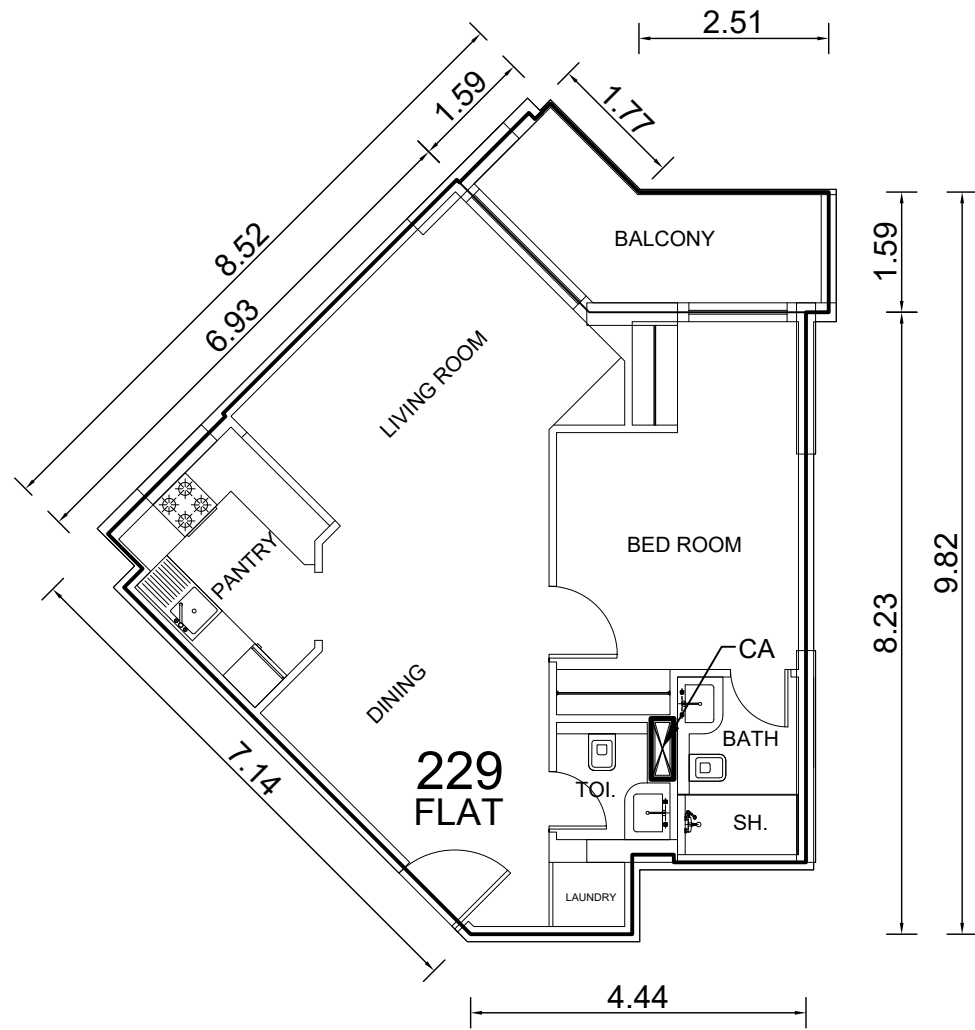 2.51
1.59
1.77
8.52
6.93
BALCONY
1.59
LIVING ROOM
9.82
8.23
PANTRY
BED ROOM
DINING
CA
BATH
7.14
229
FLAT
TOI.
SH.
LAUNDRY
4.44